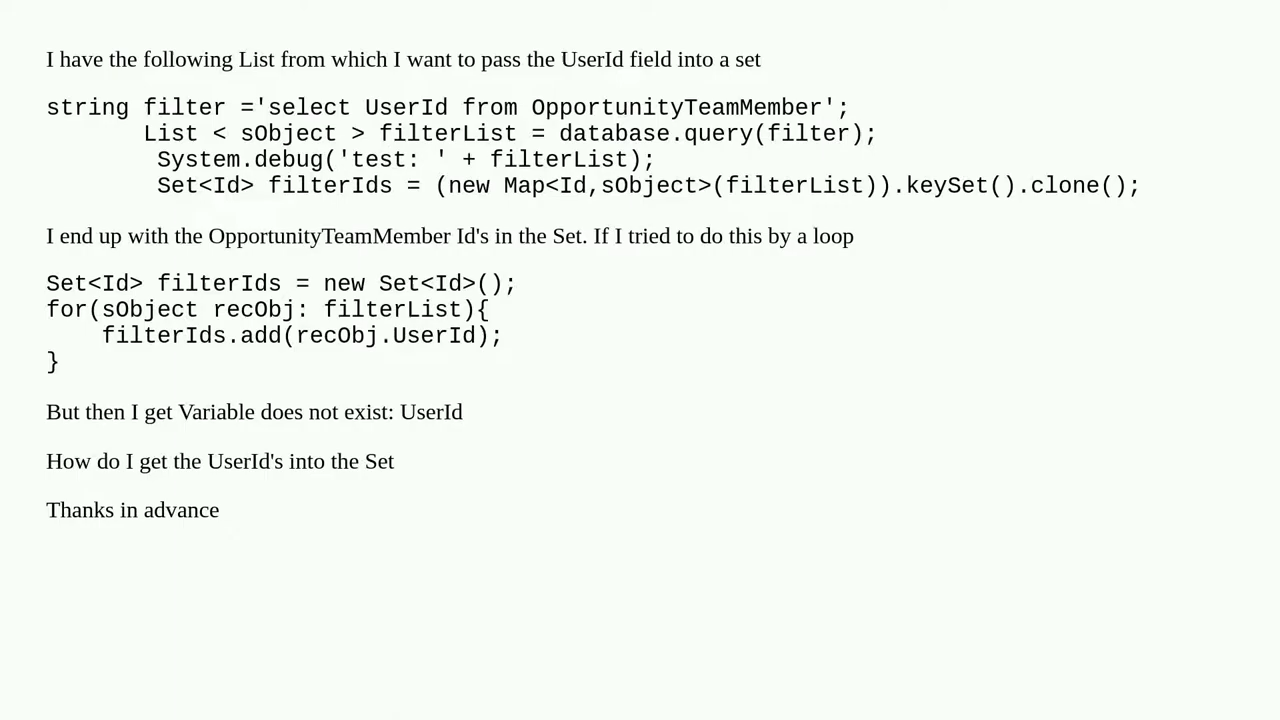 I have the following List from which I want to pass the UserId field into a set
string filter ='select UserId from OpportunityTeamMember';
       List < sObject > filterList = database.query(filter);
        System.debug('test: ' + filterList);
        Set<Id> filterIds = (new Map<Id,sObject>(filterList)).keySet().clone();
I end up with the OpportunityTeamMember Id's in the Set. If I tried to do this by a loop
Set<Id> filterIds = new Set<Id>();
for(sObject recObj: filterList){
    filterIds.add(recObj.UserId);
}
But then I get Variable does not exist: UserId
How do I get the UserId's into the Set
Thanks in advance